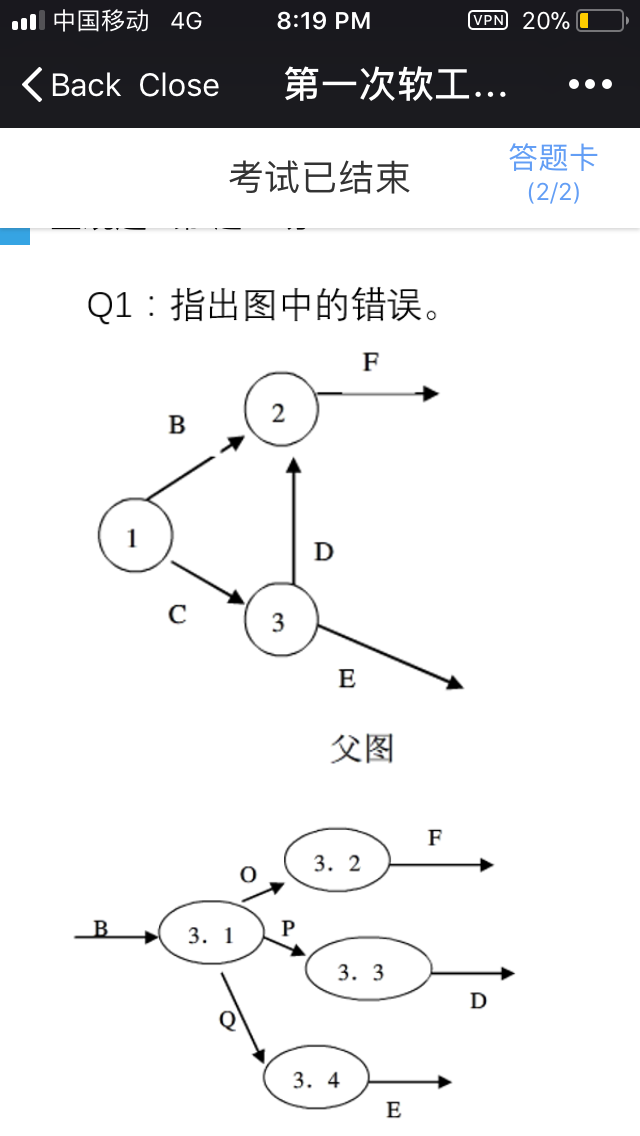 中国移动 4G 8:19 PM VPN 20%
Back Close 第一次软工... •••
考试已结束
答题卡
(2/2)
Q1：指出图中的错误。
F
2
B
1
D
C
3
E
父图
F
3. 2
O
B
3. 1
P
3. 3
D
Q
3. 4
E